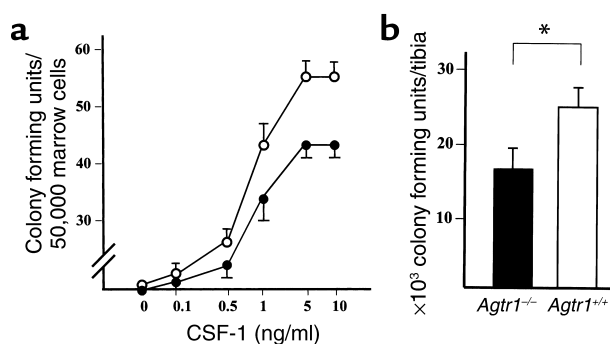 a
Colony forming units/
50,000 marrow cells
60
50
40
30
0 0.1 0.5 1 5 10
CSF-1 (ng/ml)
b
×10³ colony forming units/tibia
30
20
10
*
Agtr1⁻/⁻ Agtr1⁺/⁺